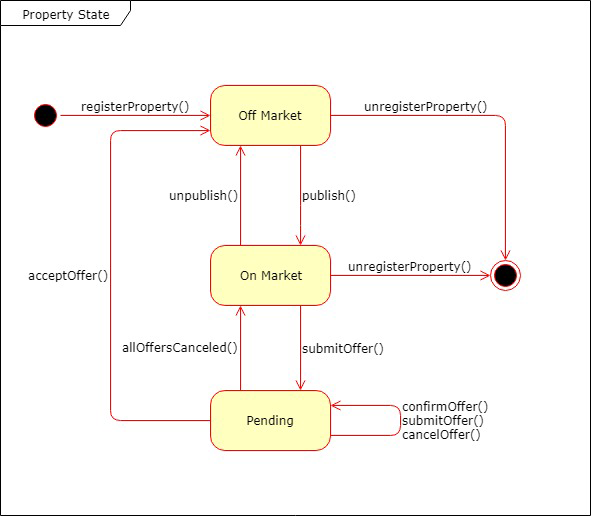 Property State
registerProperty()
Off Market
unregisterProperty()
unpublish()
publish()
acceptOffer()
On Market
unregisterProperty()
allOffersCanceled()
submitOffer()
Pending
confirmOffer()
submitOffer()
cancelOffer()